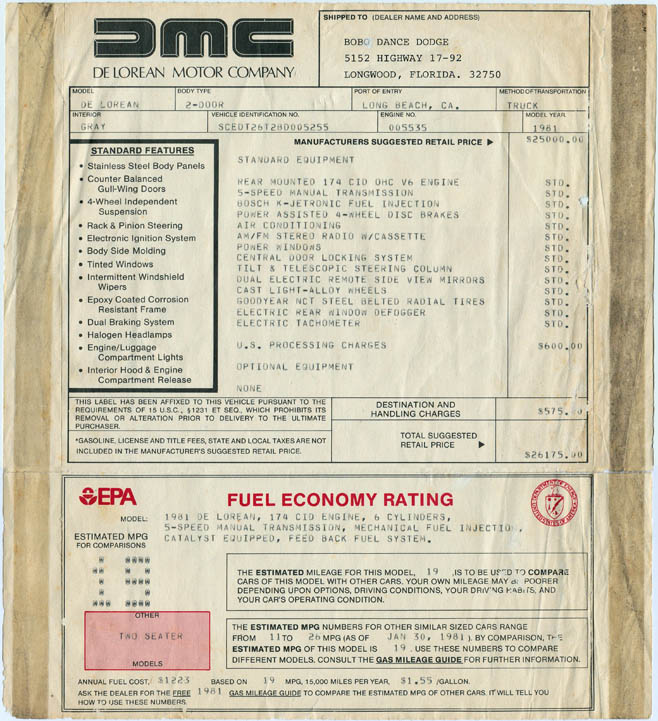 dmc
DE LOREAN MOTOR COMPANY
SHIPPED TO (DEALER NAME AND ADDRESS)
BOBO DANCE DODGE
5152 HIGHWAY 17-92
LONGWOOD, FLORIDA. 32750
MODEL BODY TYPE PORT OF ENTRY METHOD OF TRANSPORTATION
DE LOREAN 2-DOOR LONG BEACH, CA. TRUCK
INTERIOR VEHICLE IDENTIFICATION NO. ENGINE NO. MODEL YEAR
GRAY SCEDT26T2BD005255 005535 1981
MANUFACTURERS SUGGESTED RETAIL PRICE ▶ $25000.00
STANDARD FEATURES
• Stainless Steel Body Panels
• Counter Balanced
Gull-Wing Doors
• 4-Wheel Independent
Suspension
• Rack & Pinion Steering
• Electronic Ignition System
• Body Side Molding
• Tinted Windows
• Intermittent Windshield
Wipers
• Epoxy Coated Corrosion
Resistant Frame
• Dual Braking System
• Halogen Headlamps
• Engine/Luggage
Compartment Lights
• Interior Hood & Engine
Compartment Release
STANDARD EQUIPMENT
REAR MOUNTED 174 CID OHC V6 ENGINE STD.
5-SPEED MANUAL TRANSMISSION STD.
BOSCH K-JETRONIC FUEL INJECTION STD.
POWER ASSISTED 4-WHEEL DISC BRAKES STD.
AIR CONDITIONING STD.
AM/FM STEREO RADIO W/CASSETTE STD.
POWER WINDOWS STD.
CENTRAL DOOR LOCKING SYSTEM STD.
TILT & TELESCOPIC STEERING COLUMN STD.
DUAL ELECTRIC REMOTE SIDE VIEW MIRRORS STD.
CAST LIGHT-ALLOY WHEELS STD.
GOODYEAR NCT STEEL BELTED RADIAL TIRES STD.
ELECTRIC REAR WINDOW DEFOGGER STD.
ELECTRIC TACHOMETER STD.
U.S. PROCESSING CHARGES $600.00
OPTIONAL EQUIPMENT
NONE
THIS LABEL HAS BEEN AFFIXED TO THIS VEHICLE PURSUANT TO THE
REQUIREMENTS OF 15 U.S.C., §1231 ET SEQ., WHICH PROHIBITS ITS
REMOVAL OR ALTERATION PRIOR TO DELIVERY TO THE ULTIMATE
PURCHASER.
*GASOLINE, LICENSE AND TITLE FEES, STATE AND LOCAL TAXES ARE NOT
INCLUDED IN THE MANUFACTURER'S SUGGESTED RETAIL PRICE.
DESTINATION AND
HANDLING CHARGES $575.00
TOTAL SUGGESTED
RETAIL PRICE ▶ $26175.00
EPA FUEL ECONOMY RATING
MODEL: 1981 DE LOREAN, 174 CID ENGINE, 6 CYLINDERS,
5-SPEED MANUAL TRANSMISSION, MECHANICAL FUEL INJECTION,
CATALYST EQUIPPED, FEED BACK FUEL SYSTEM.
ESTIMATED MPG
FOR COMPARISONS
19
THE ESTIMATED MILEAGE FOR THIS MODEL, 19 ,IS TO BE USED TO COMPARE
CARS OF THIS MODEL WITH OTHER CARS. YOUR OWN MILEAGE MAY BE POORER
DEPENDING UPON OPTIONS, DRIVING CONDITIONS, YOUR DRIVING HABITS, AND
YOUR CAR'S OPERATING CONDITION.
OTHER
TWO SEATER
MODELS
THE ESTIMATED MPG NUMBERS FOR OTHER SIMILAR SIZED CARS RANGE
FROM 11 TO 26 MPG (AS OF JAN 30, 1981). BY COMPARISON, THE
ESTIMATED MPG OF THIS MODEL IS 19 . USE THESE NUMBERS TO COMPARE
DIFFERENT MODELS. CONSULT THE GAS MILEAGE GUIDE FOR FURTHER INFORMATION.
ANNUAL FUEL COST, $1223 BASED ON 19 MPG, 15,000 MILES PER YEAR, $1.55 /GALLON.
ASK THE DEALER FOR THE FREE 1981 GAS MILEAGE GUIDE TO COMPARE THE ESTIMATED MPG OF OTHER CARS. IT WILL TELL YOU
HOW TO USE THESE NUMBERS.